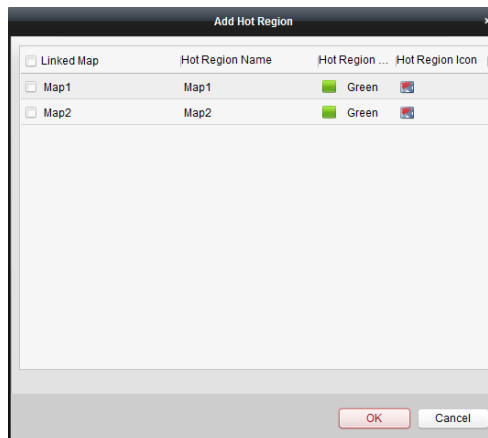 Add Hot Region
Linked Map Hot Region Name Hot Region ... Hot Region Icon
Map1 Map1 Green
Map2 Map2 Green
OK Cancel